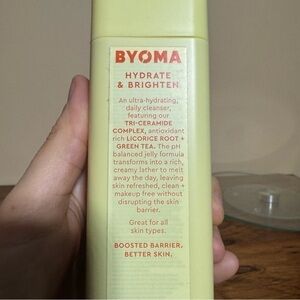 BYOMA
HYDRATE
& BRIGHTEN
An ultra-hydrating,
daily cleanser,
featuring our
TRI-CERAMIDE
COMPLEX, antioxidant
rich LICORICE ROOT +
GREEN TEA. The pH
balanced jelly formula
transforms into a rich,
creamy lather to melt
away the day, leaving
skin refreshed, clean +
makeup free without
disrupting the skin
barrier.
Great for all
skin types.
BOOSTED BARRIER,
BETTER SKIN.